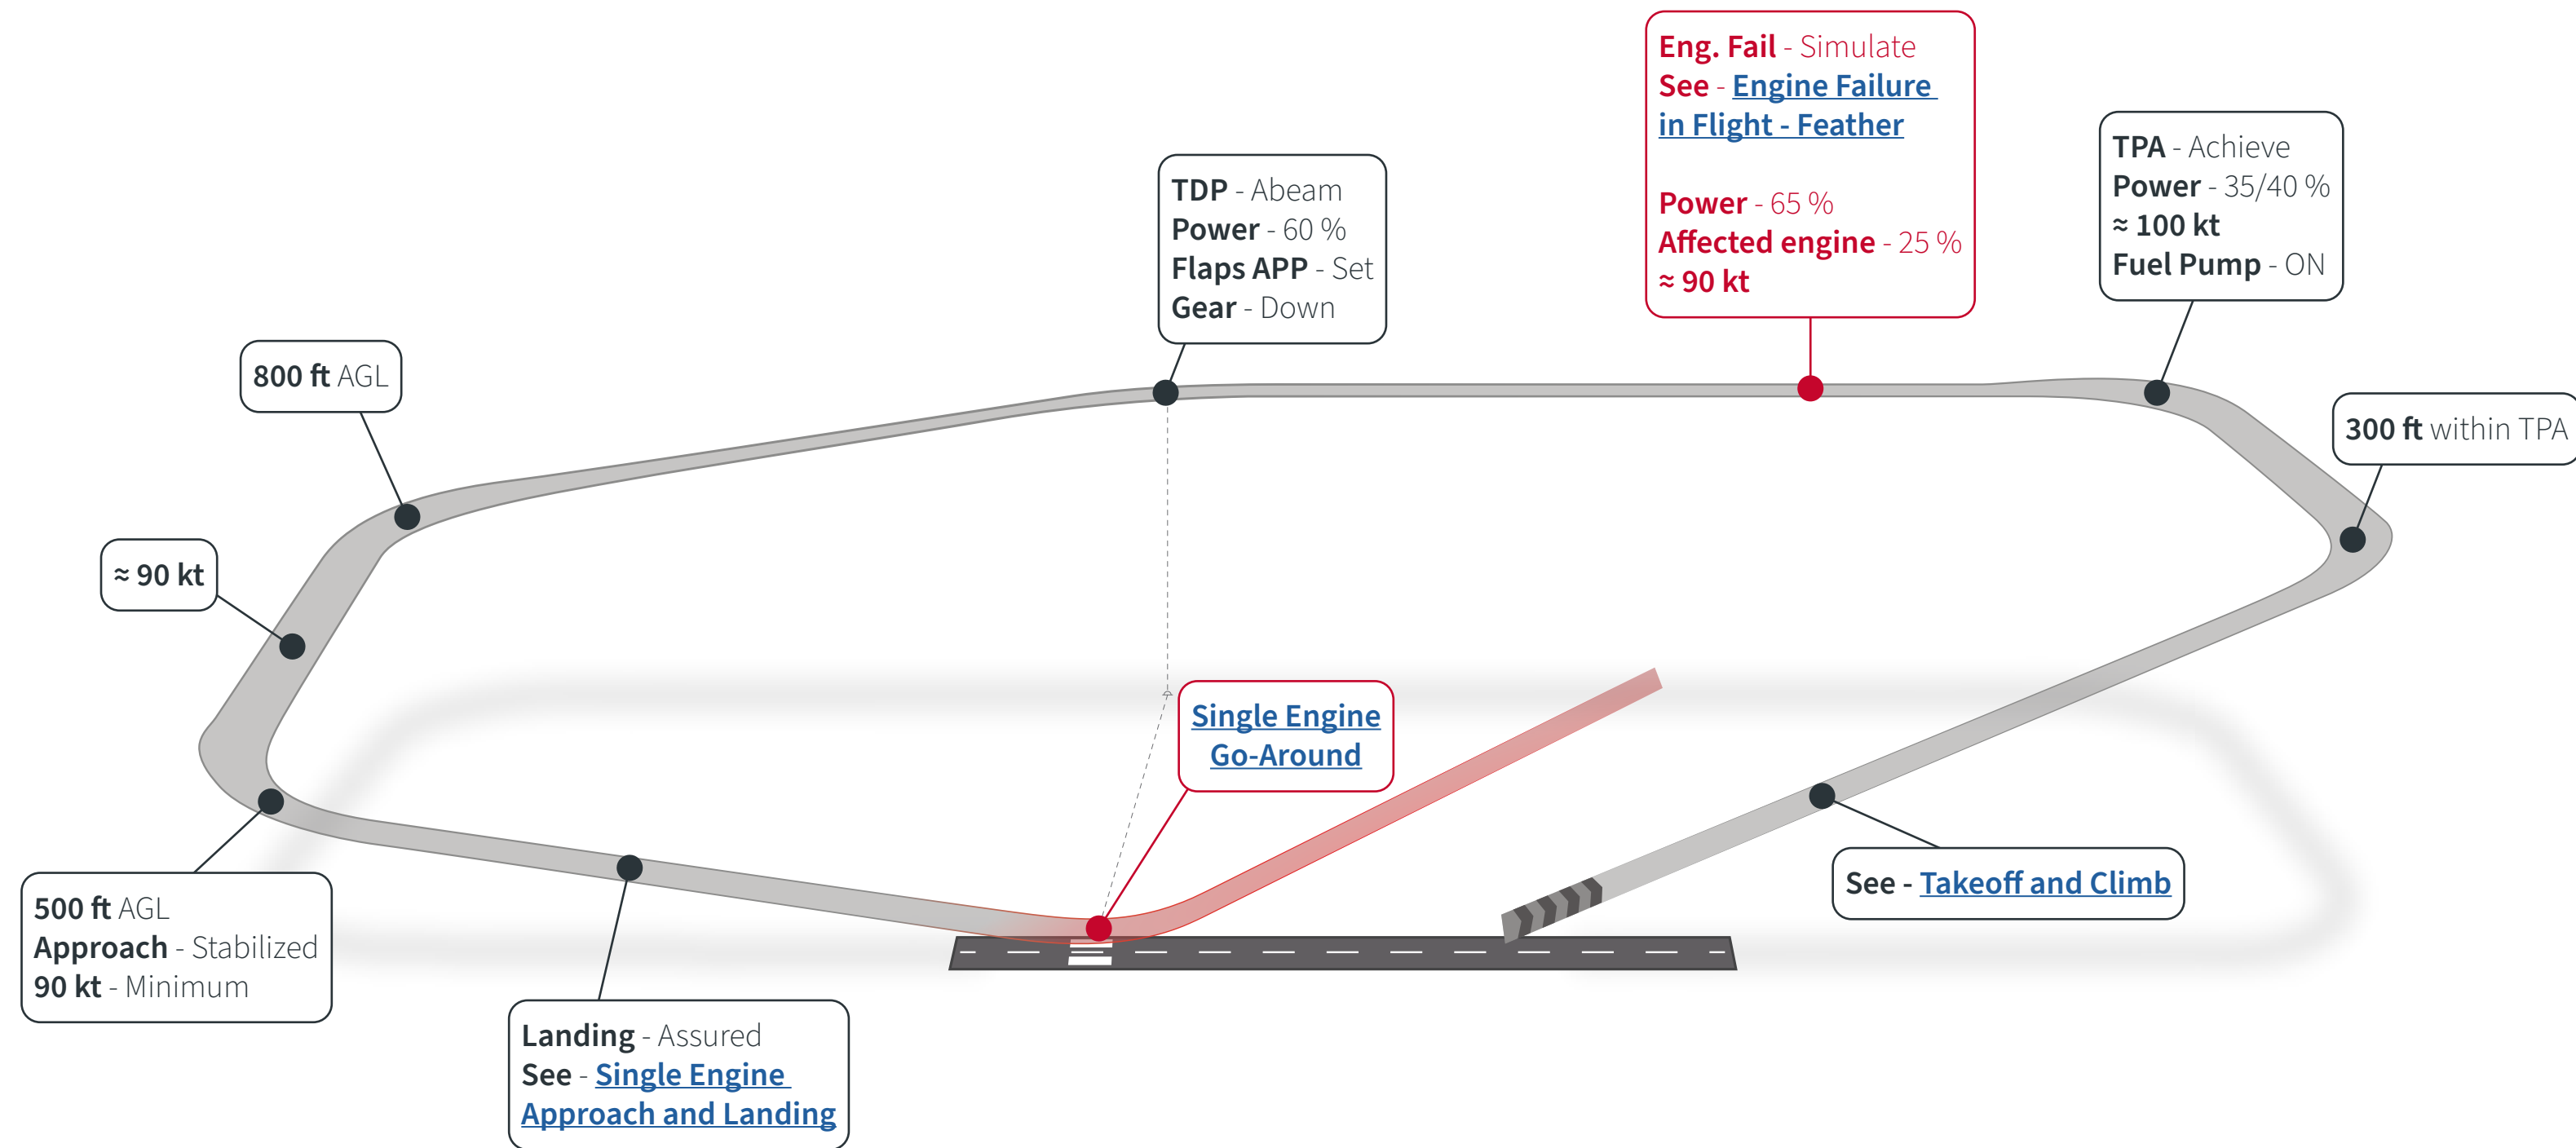 Eng. Fail - Simulate
See - Engine Failure
in Flight - Feather
Power - 65 %
Affected engine - 25 %
≈ 90 kt
TPA - Achieve
Power - 35/40 %
≈ 100 kt
Fuel Pump - ON
TDP - Abeam
Power - 60 %
Flaps APP - Set
Gear - Down
800 ft AGL
300 ft within TPA
≈ 90 kt
Single Engine
Go-Around
See - Takeoff and Climb
500 ft AGL
Approach - Stabilized
90 kt - Minimum
Landing - Assured
See - Single Engine
Approach and Landing